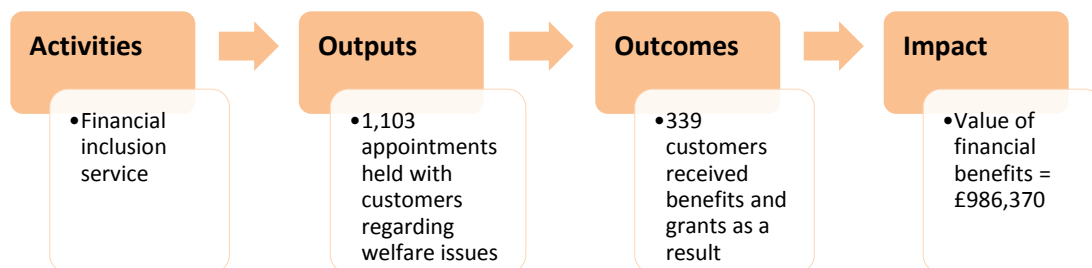 Activities
•Financial
inclusion
service
Outputs
•1,103
appointments
held with
customers
regarding
welfare issues
Outcomes
•339
customers
received
benefits and
grants as a
result
Impact
•Value of
financial
benefits =
£986,370